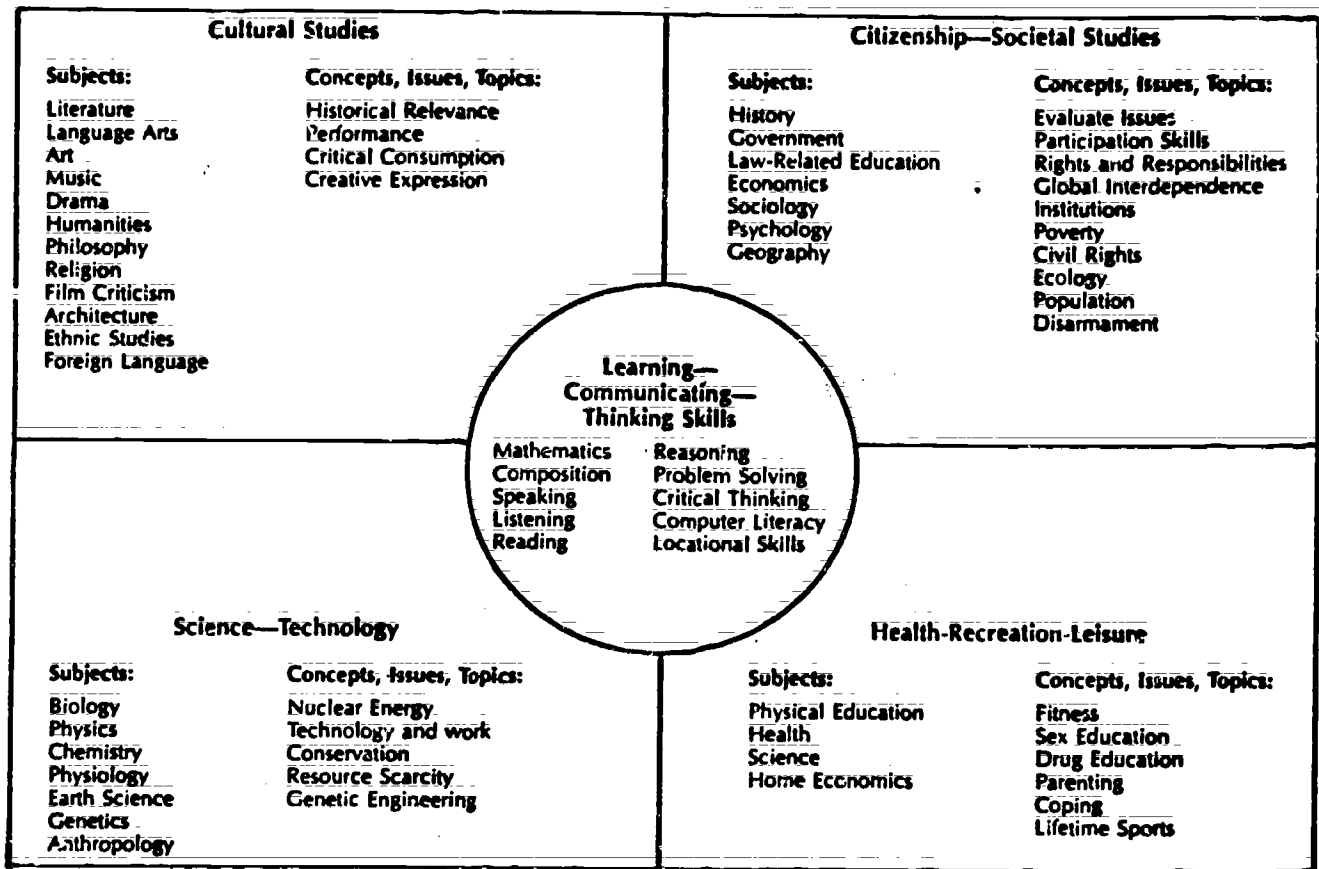 Cultural Studies
Subjects:
Literature
Language Arts
Art
Music
Drama
Humanities
Philosophy
Religion
Film Criticism
Architecture
Ethnic Studies
Foreign Language
Concepts, Issues, Topics:
Historical Relevance
Performance
Critical Consumption
Creative Expression
Citizenship—Societal Studies
Subjects:
History
Government
Law-Related Education
Economics
Sociology
Psychology
Geography
Concepts, Issues, Topics:
Evaluate Issues
Participation Skills
Rights and Responsibilities
Global Interdependence
Institutions
Poverty
Civil Rights
Ecology
Population
Disarmament
Learning—
Communicating—
Thinking Skills
Mathematics
Composition
Speaking
Listening
Reading
Reasoning
Problem Solving
Critical Thinking
Computer Literacy
Locational Skills
Science—Technology
Subjects:
Biology
Physics
Chemistry
Physiology
Earth Science
Genetics
Anthropology
Concepts, Issues, Topics:
Nuclear Energy
Technology and work
Conservation
Resource Scarcity
Genetic Engineering
Health-Recreation-Leisure
Subjects:
Physical Education
Health
Science
Home Economics
Concepts, Issues, Topics:
Fitness
Sex Education
Drug Education
Parenting
Coping
Lifetime Sports